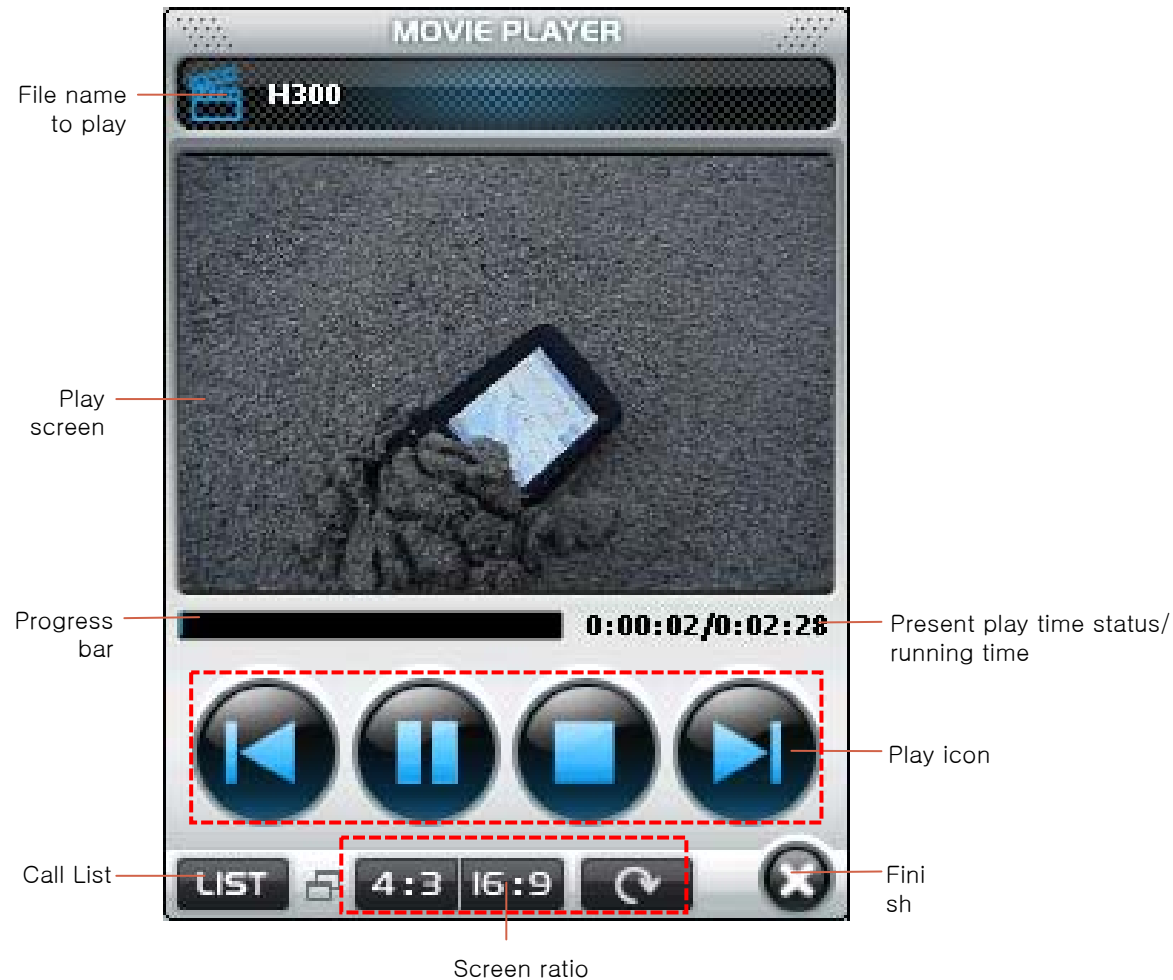 MOVIE PLAYER
File name
to play
H300
Play
screen
Progress
bar
0:00:02/0:02:28
Present play time status/
running time
Play icon
Call List
LIST
4:3
16:9
Fini
sh
Screen ratio